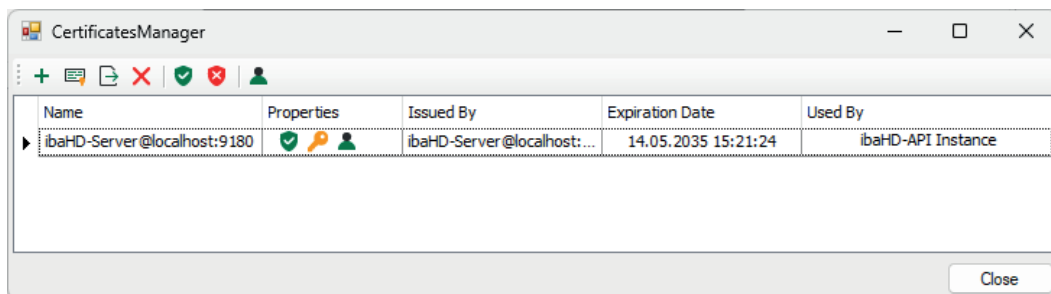 CertificatesManager
Name Properties Issued By Expiration Date Used By
ibaHD-Server@localhost:9180 ibaHD-Server@localhost:... 14.05.2035 15:21:24 ibaHD-API Instance
Close